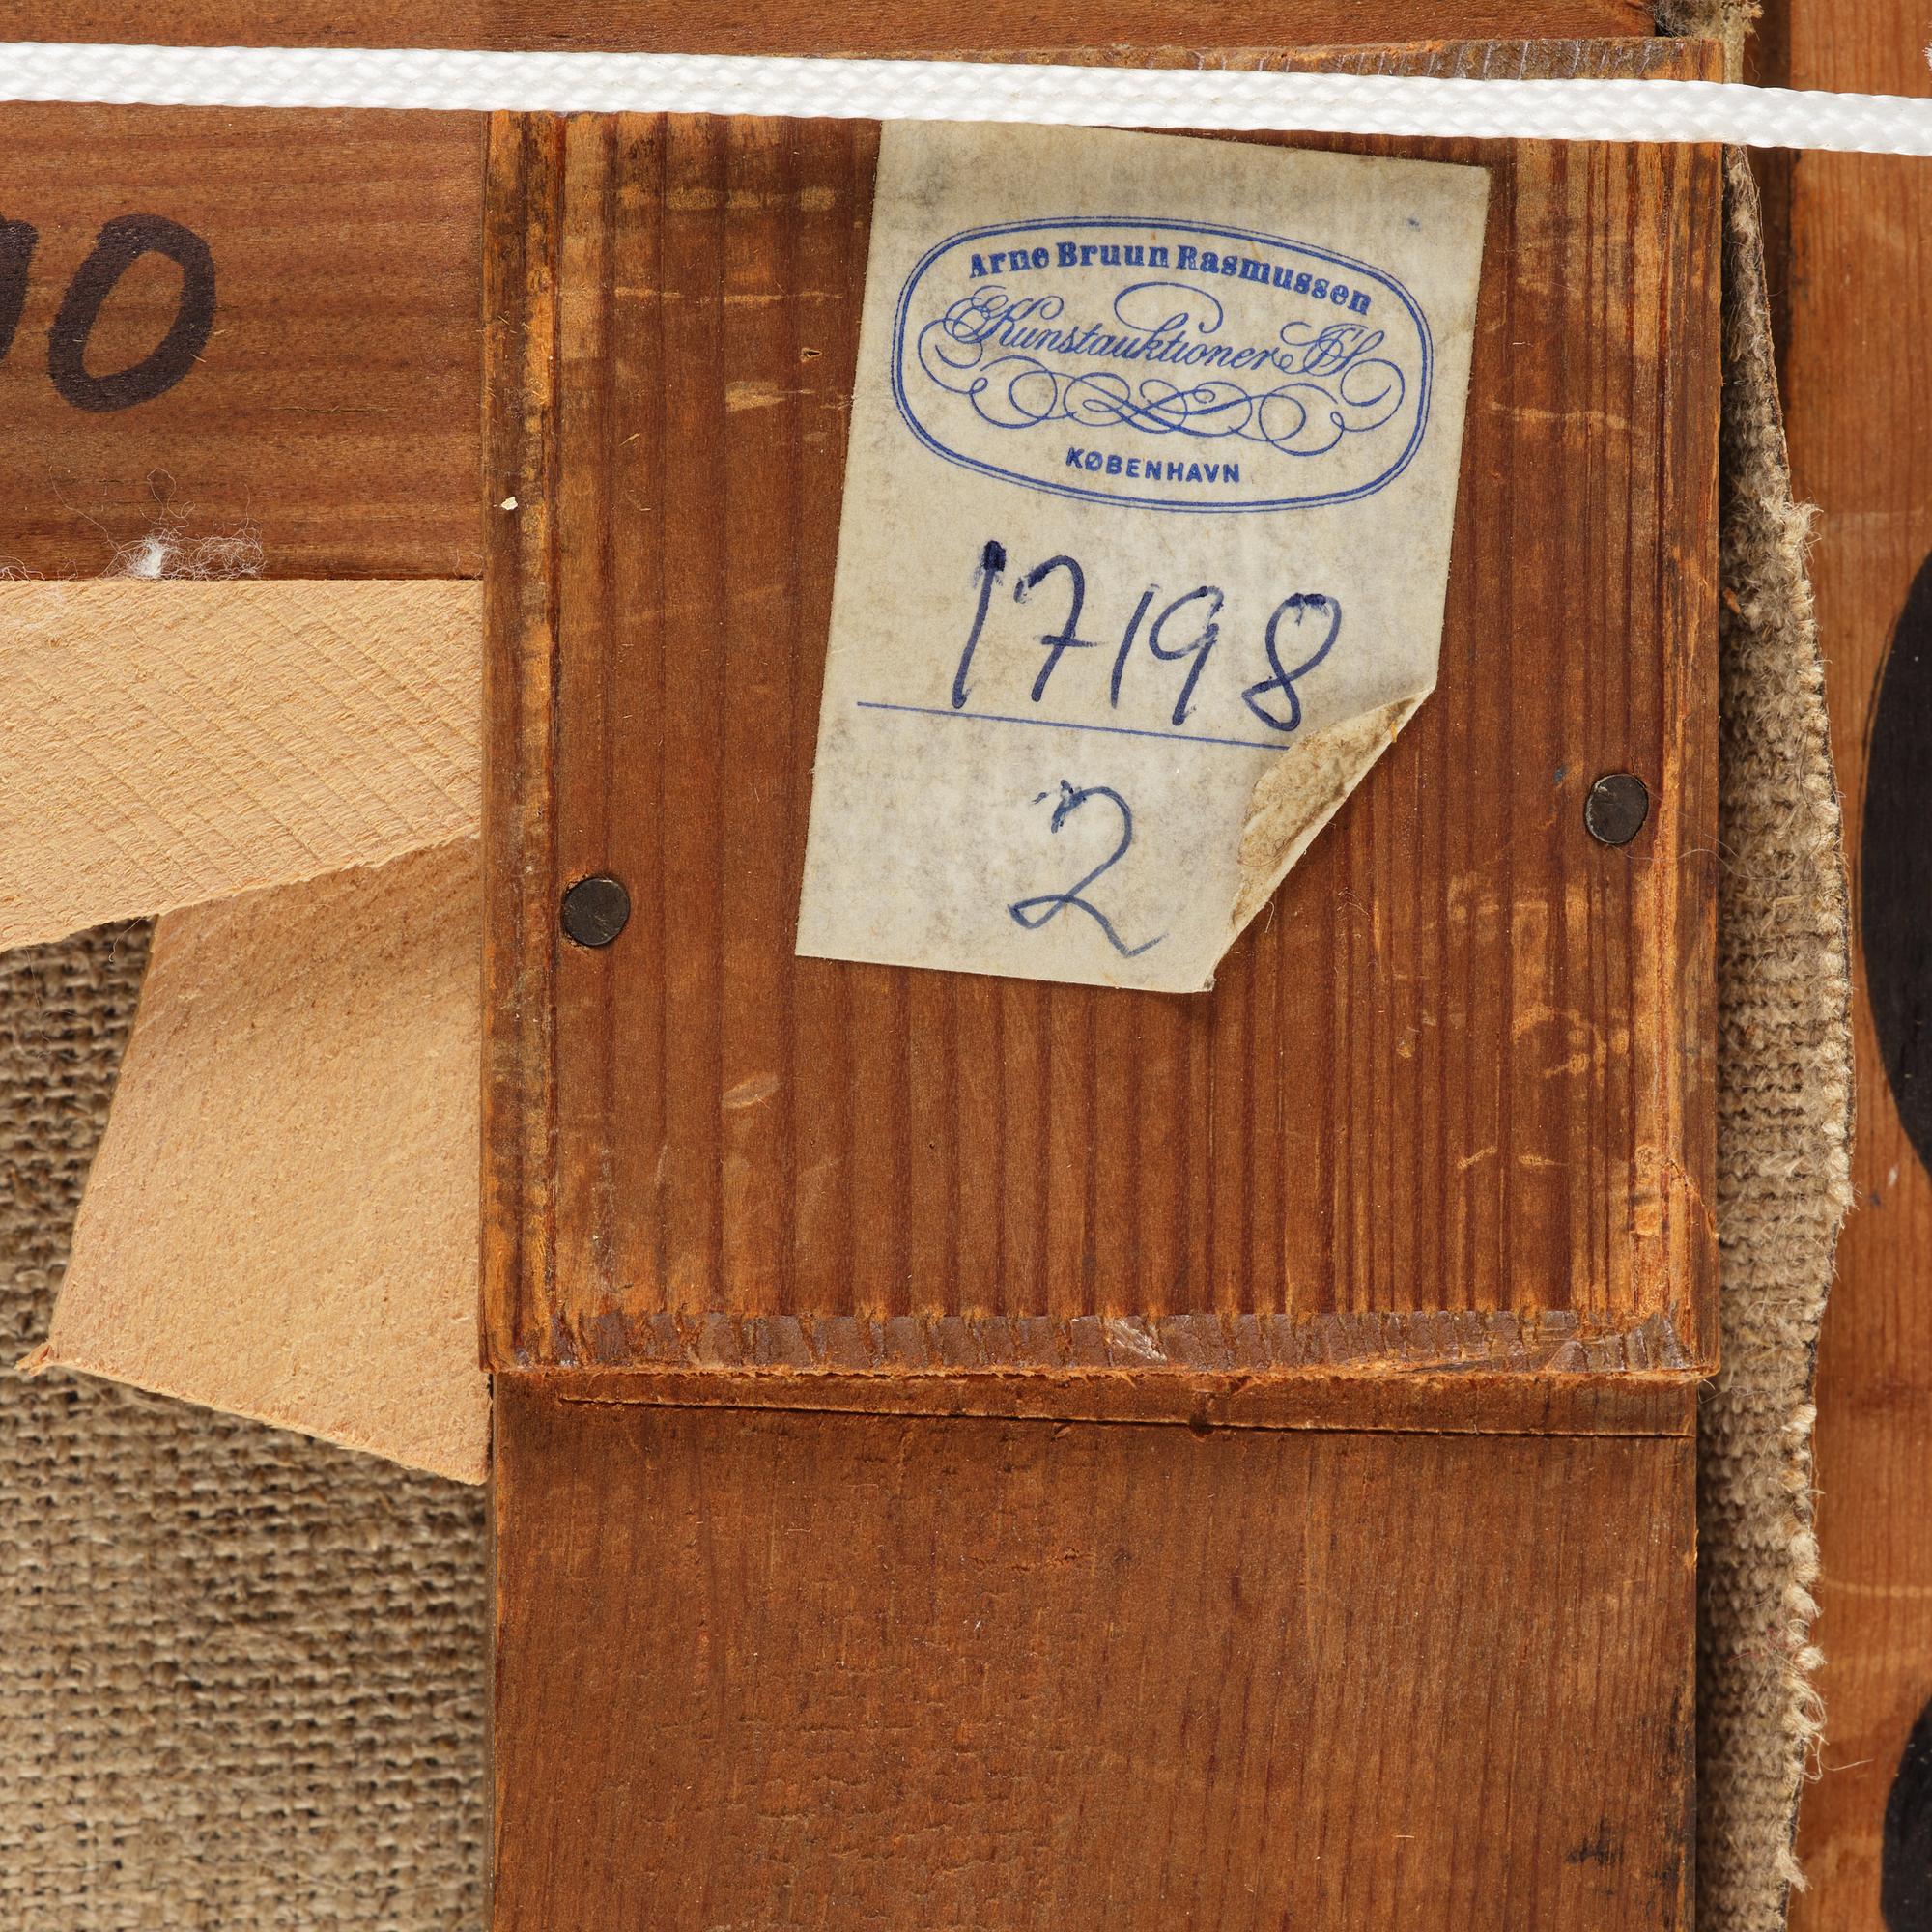 Arne Bruun Rasmussen
Kunstauktioner A/S
KØBENHAVN
17198
2